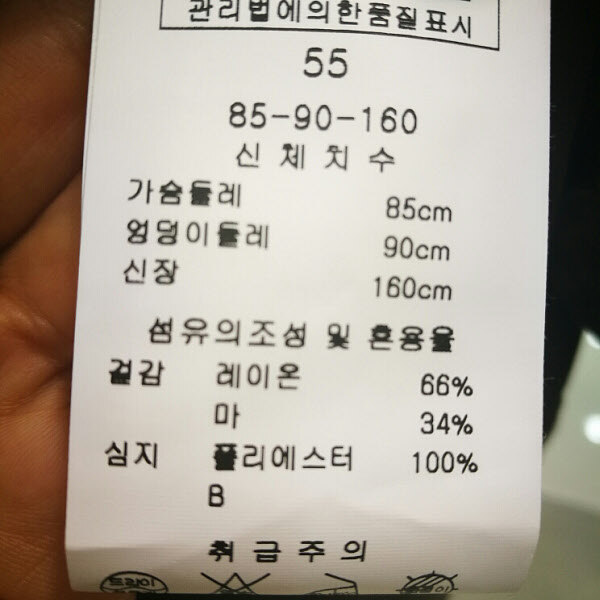 관리법에의한품질표시
55
85-90-160
신체치수
가슴둘레 85cm
엉덩이둘레 90cm
신장 160cm
섬유의조성 및 혼용율
겉감 레이온 66%
마 34%
심지 폴리에스터 100%
B
취급주의
드라이